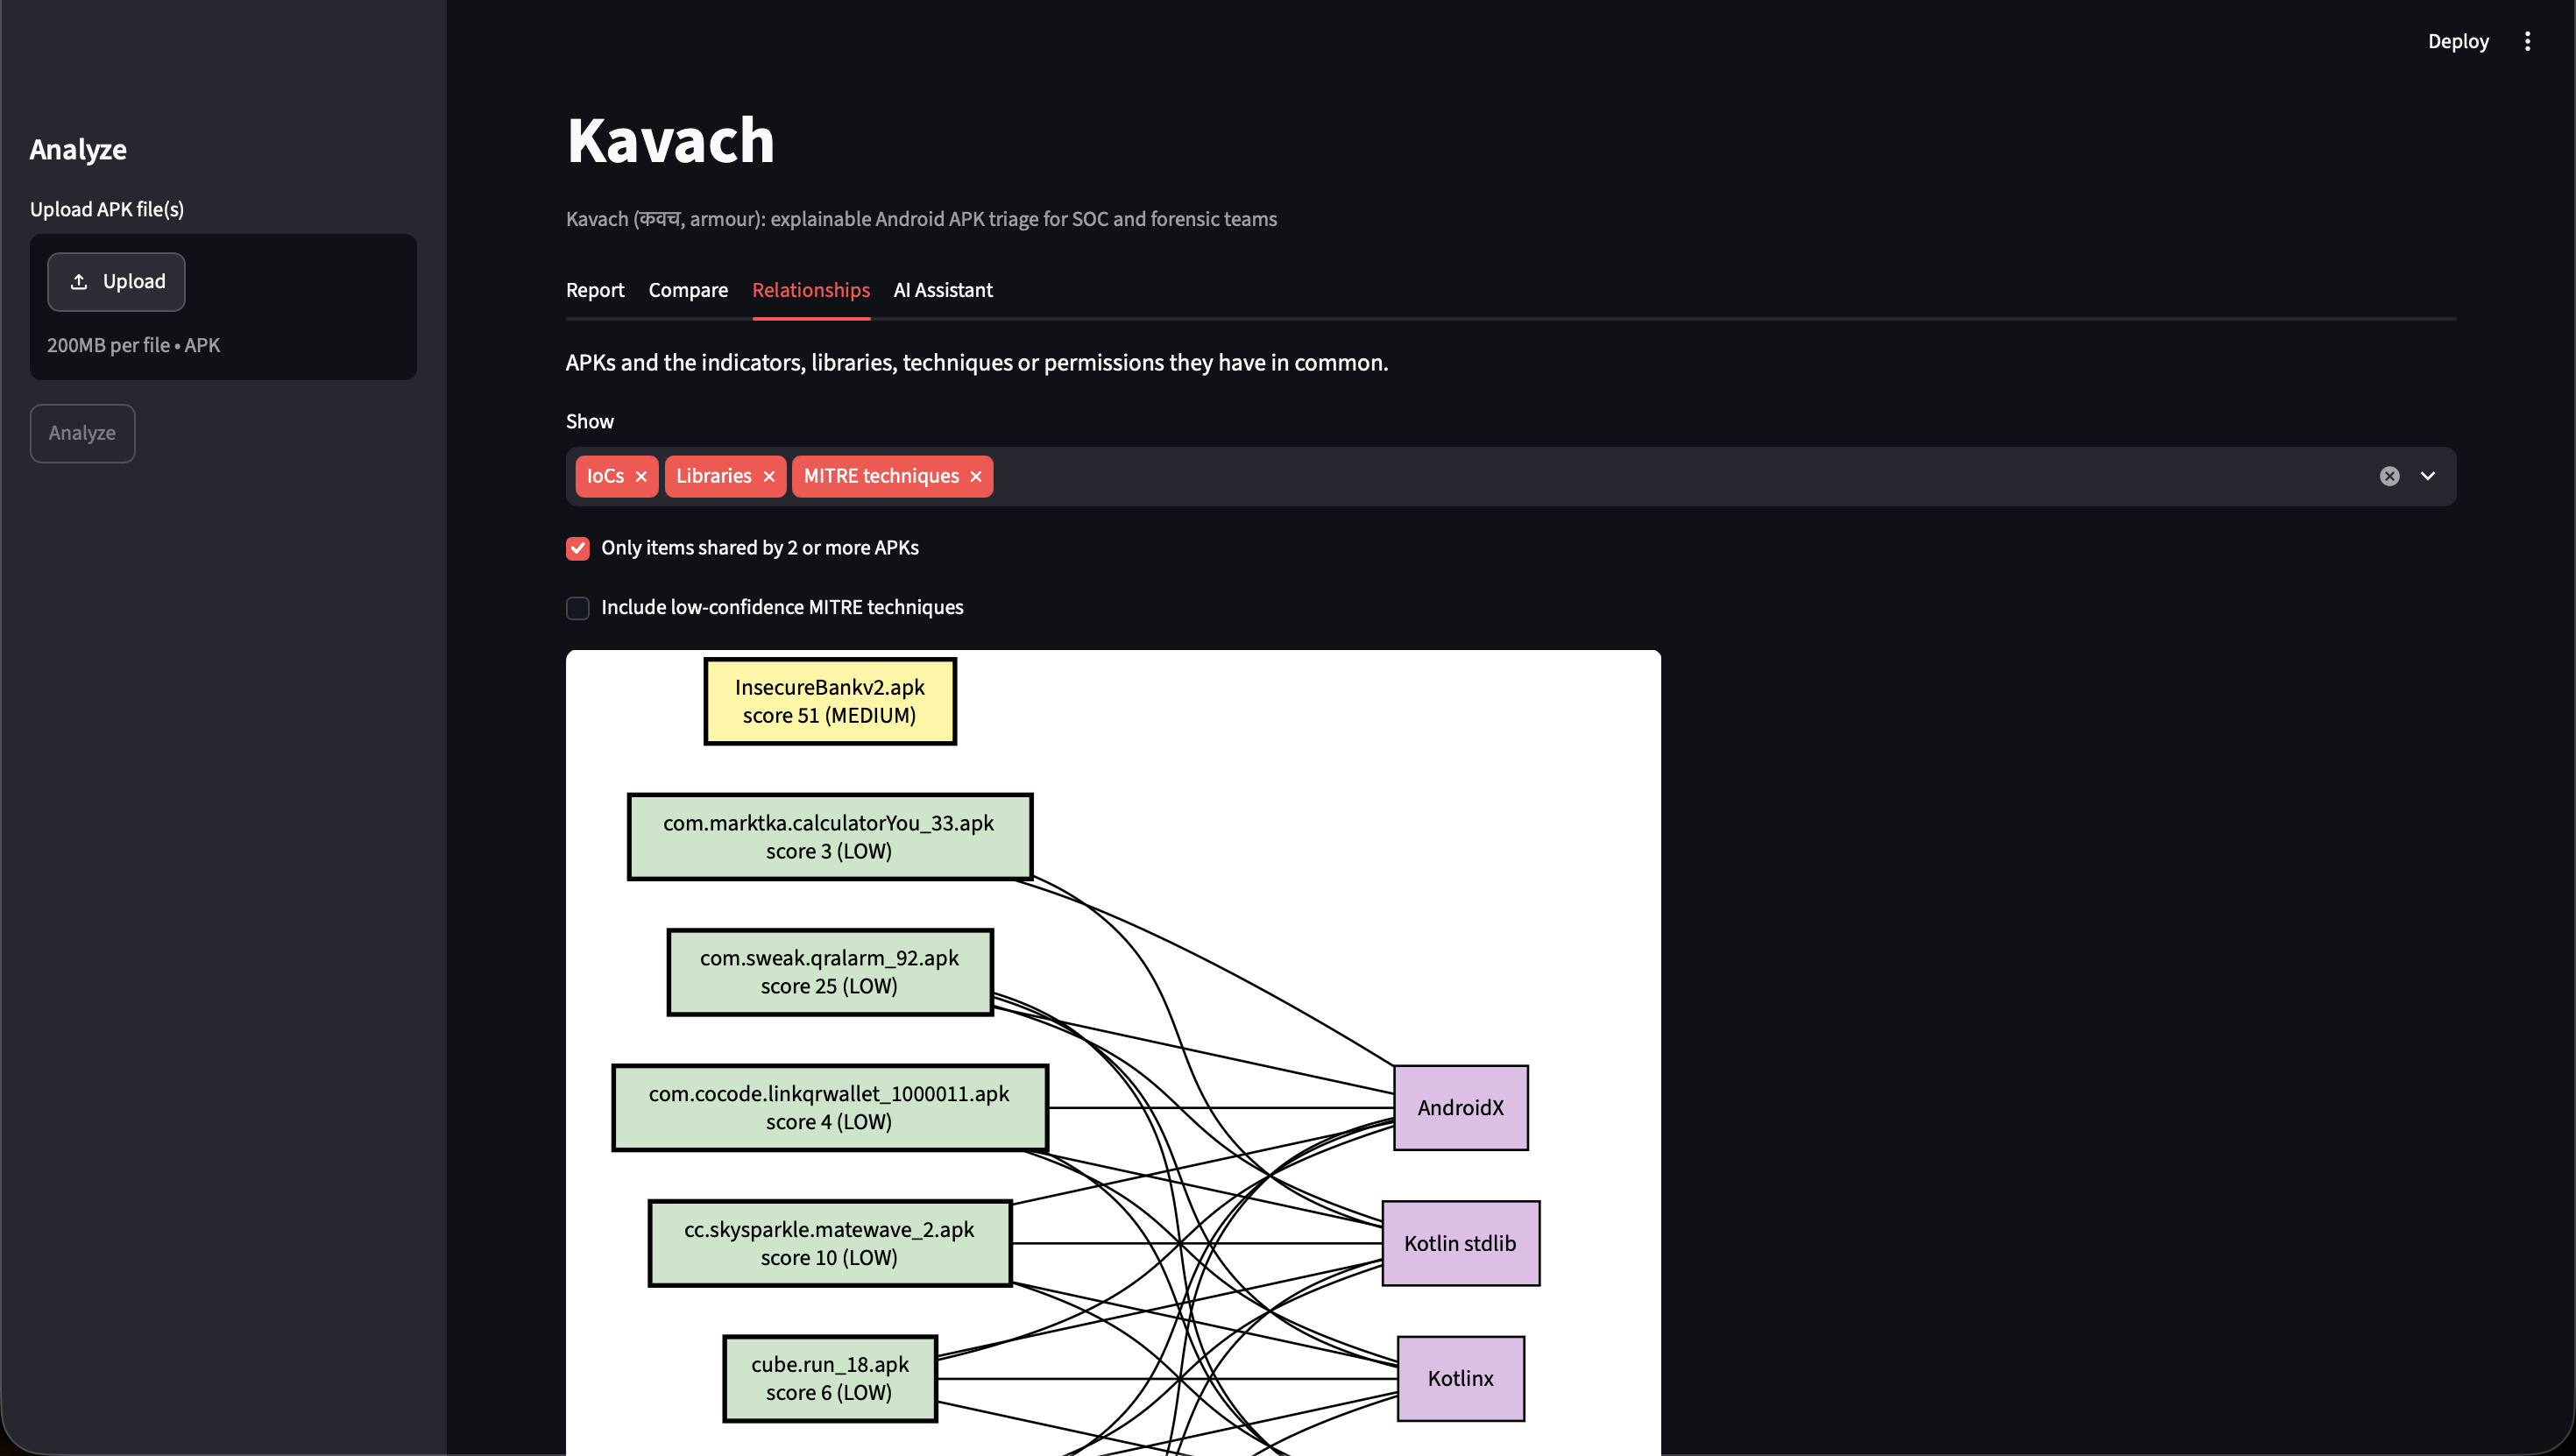 Deploy
Analyze
Upload APK file(s)
Upload
200MB per file • APK
Analyze
Kavach
Kavach (कवच, armour): explainable Android APK triage for SOC and forensic teams
Report Compare Relationships AI Assistant
APKs and the indicators, libraries, techniques or permissions they have in common.
Show
IoCs Libraries MITRE techniques
Only items shared by 2 or more APKs
Include low-confidence MITRE techniques
InsecureBankv2.apk
score 51 (MEDIUM)
com.marktka.calculatorYou_33.apk
score 3 (LOW)
com.sweak.qralarm_92.apk
score 25 (LOW)
com.cocode.linkqrwallet_1000011.apk
score 4 (LOW)
AndroidX
cc.skysparkle.matewave_2.apk
score 10 (LOW)
Kotlin stdlib
cube.run_18.apk
score 6 (LOW)
Kotlinx